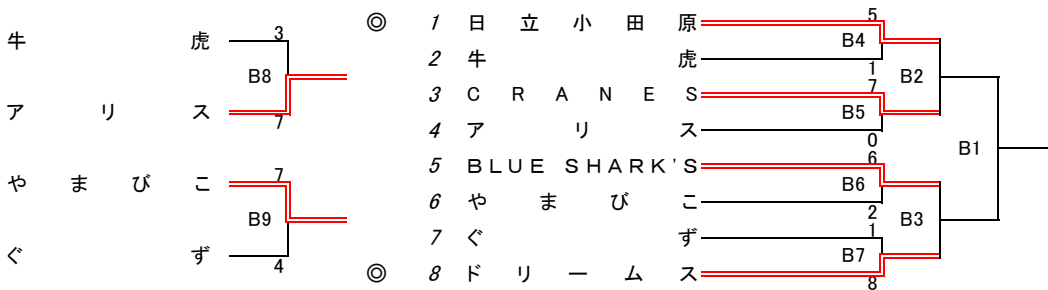 牛虎 3
B8
アリス 7
やまびこ 7
B9
ぐず 4
◎ 1 日立小田原 5
B4
2 牛虎 1
B2
3 CRANES 7
B5
4 アリス 0
B1
5 BLUE SHARK'S 6
B6
6 やまびこ 2
B3
7 ぐず 1
B7
◎ 8 ドリームス 8